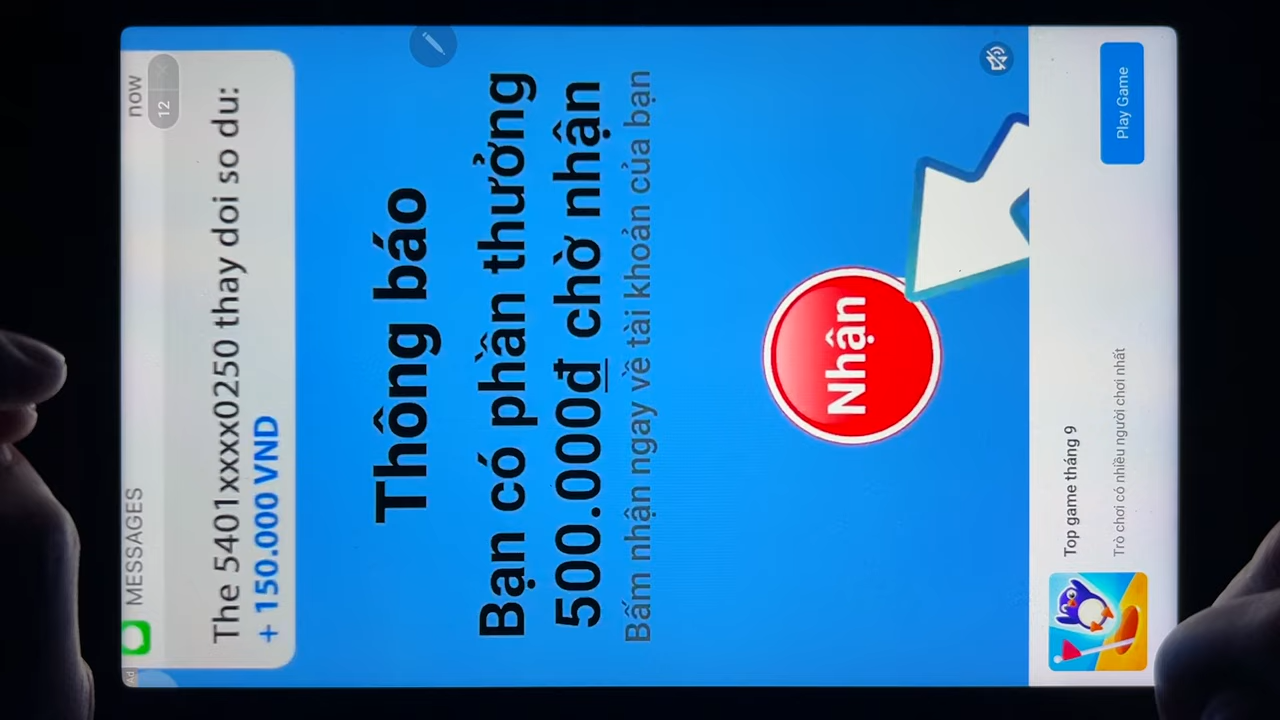 Ad
MESSAGES
now
12
The 5401xxxx0250 thay doi so du:
+ 150.000 VND
Thông báo
Bạn có phần thưởng
500.000đ chờ nhận
Bấm nhận ngay về tài khoản của bạn
Nhận
Top game tháng 9
Trò chơi có nhiều người chơi nhất
Play Game